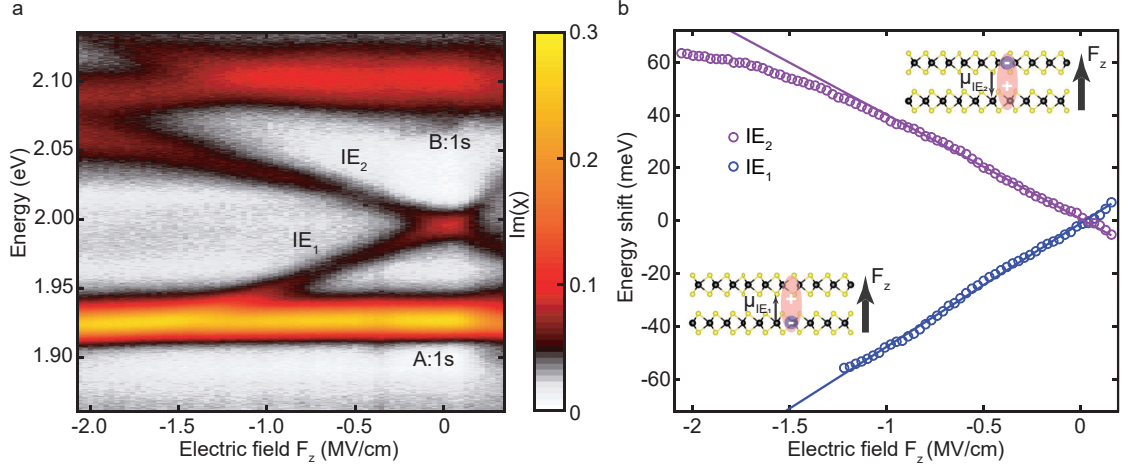 a
Energy (eV)
2.10
2.05
2.00
1.95
1.90
IE2
B:1s
IE1
A:1s
-2.0 -1.5 -1.0 -0.5 0
Electric field Fz (MV/cm)
0.3
0.2
0.1
0
Im(χ)
b
Energy shift (meV)
60
40
20
0
-20
-40
-60
μIE2
- +
Fz
IE2
IE1
μIE1
+ -
Fz
-2 -1.5 -1 -0.5 0
Electric field Fz (MV/cm)